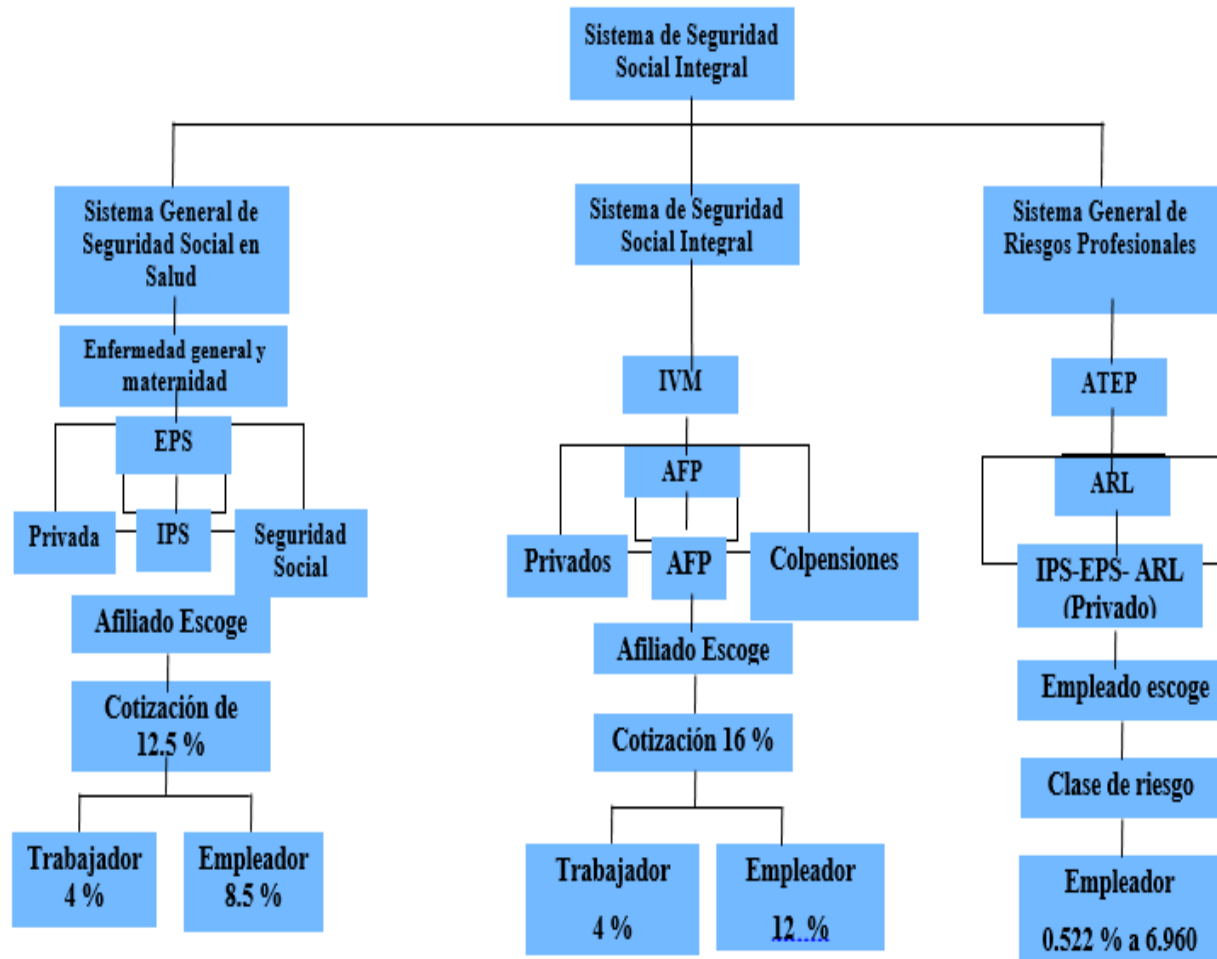 Sistema de Seguridad
Social Integral
Sistema General de
Seguridad Social en
Salud
Enfermedad general y
maternidad
EPS
Privada
IPS
Seguridad
Social
Afiliado Escoge
Cotización de
12.5 %
Trabajador
4 %
Empleador
8.5 %
Sistema de Seguridad
Social Integral
IVM
AFP
Privados
AFP
Colpensiones
Afiliado Escoge
Cotización 16 %
Trabajador
4 %
Empleador
12 %
Sistema General de
Riesgos Profesionales
ATEP
ARL
IPS-EPS- ARL
(Privado)
Empleado escoge
Clase de riesgo
Empleador
0.522 % a 6.960